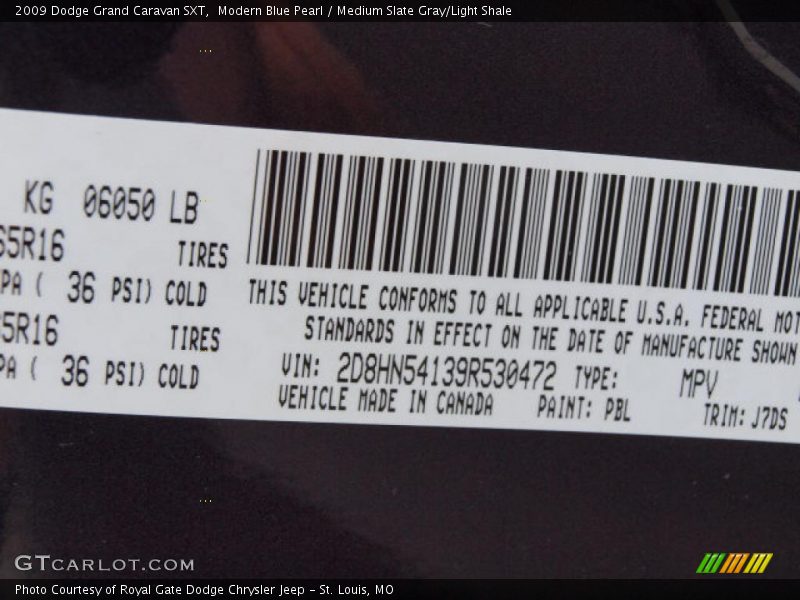 2009 Dodge Grand Caravan SXT, Modern Blue Pearl / Medium Slate Gray/Light Shale
KG 06050 LB
65R16 TIRES
PA ( 36 PSI) COLD
5R16 TIRES
PA ( 36 PSI) COLD
THIS VEHICLE CONFORMS TO ALL APPLICABLE U.S.A. FEDERAL MOT
STANDARDS IN EFFECT ON THE DATE OF MANUFACTURE SHOWN
VIN: 2D8HN54139R530472 TYPE: MPV
VEHICLE MADE IN CANADA PAINT: PBL TRIM: J7DS
GTCARLOT.COM
Photo Courtesy of Royal Gate Dodge Chrysler Jeep - St. Louis, MO